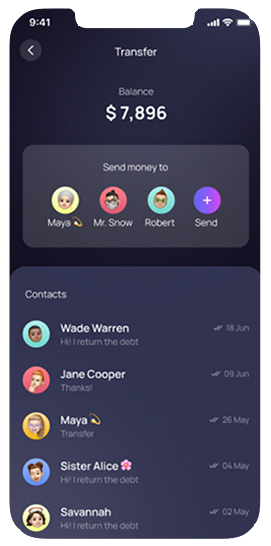 9:41
Transfer
Balance
$7,896
Send money to
Maya 💫 Mr. Snow Robert Send
Contacts
Wade Warren 18 Jun
Hi! I return the debt
Jane Cooper 09 Jun
Thanks!
Maya 💫 26 May
Transfer
Sister Alice 🌸 04 May
Hi! I return the debt
Savannah 02 May
Hi! I return the debt